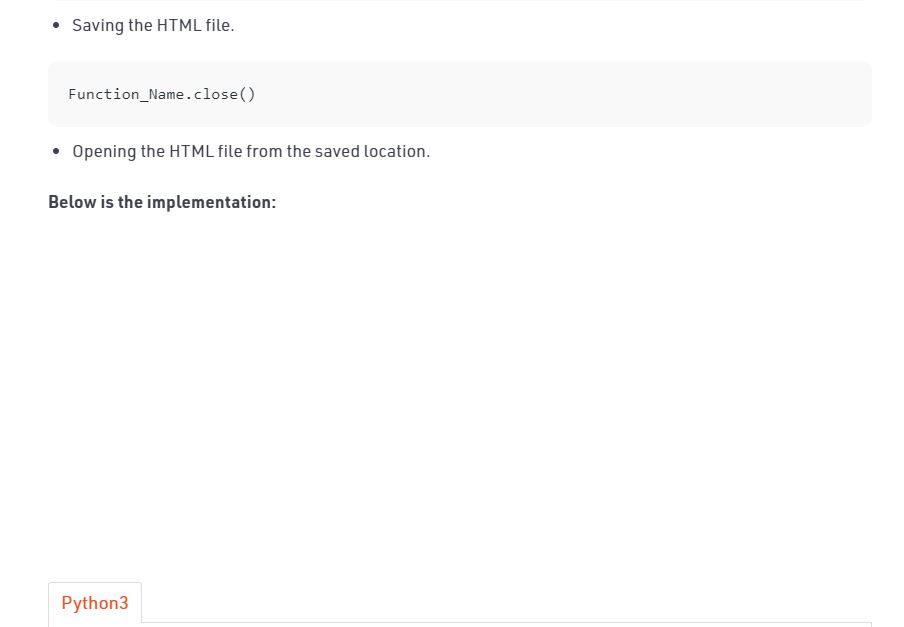 Saving the HTML file.
Function_Name.close()
Opening the HTML file from the saved location.
Below is the implementation:
Python3